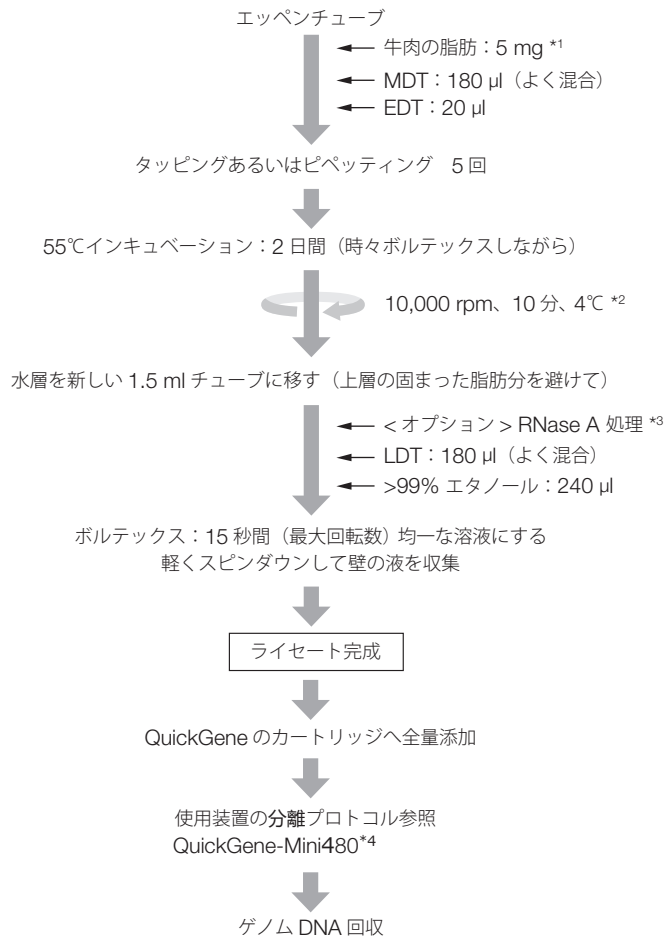 エッペンチューブ
牛肉の脂肪：5 mg *1
MDT：180 μl（よく混合）
EDT：20 μl
タッピングあるいはピペッティング　5 回
55℃インキュベーション：2 日間（時々ボルテックスしながら）
10,000 rpm、10 分、4℃ *2
水層を新しい 1.5 ml チューブに移す（上層の固まった脂肪分を避けて）
< オプション > RNase A 処理 *3
LDT：180 μl（よく混合）
>99% エタノール：240 μl
ボルテックス：15 秒間（最大回転数）均一な溶液にする
軽くスピンダウンして壁の液を収集
ライセート完成
QuickGene のカートリッジへ全量添加
使用装置の分離プロトコル参照
QuickGene-Mini480*4
ゲノム DNA 回収